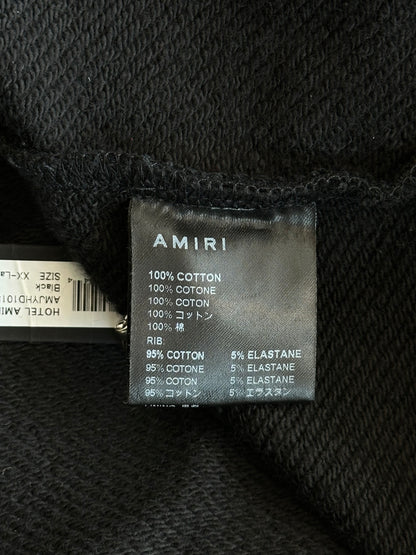 AMIRI
100% COTTON
100% COTONE
100% COTON
100% コットン
100% 棉
RIB:
95% COTTON 5% ELASTANE
95% COTONE 5% ELASTANE
95% COTON 5% ELASTANE
95% コットン 5% エラスタン
HOTEL AMIRI
AMJYHD101
Black
SIZE XX-La